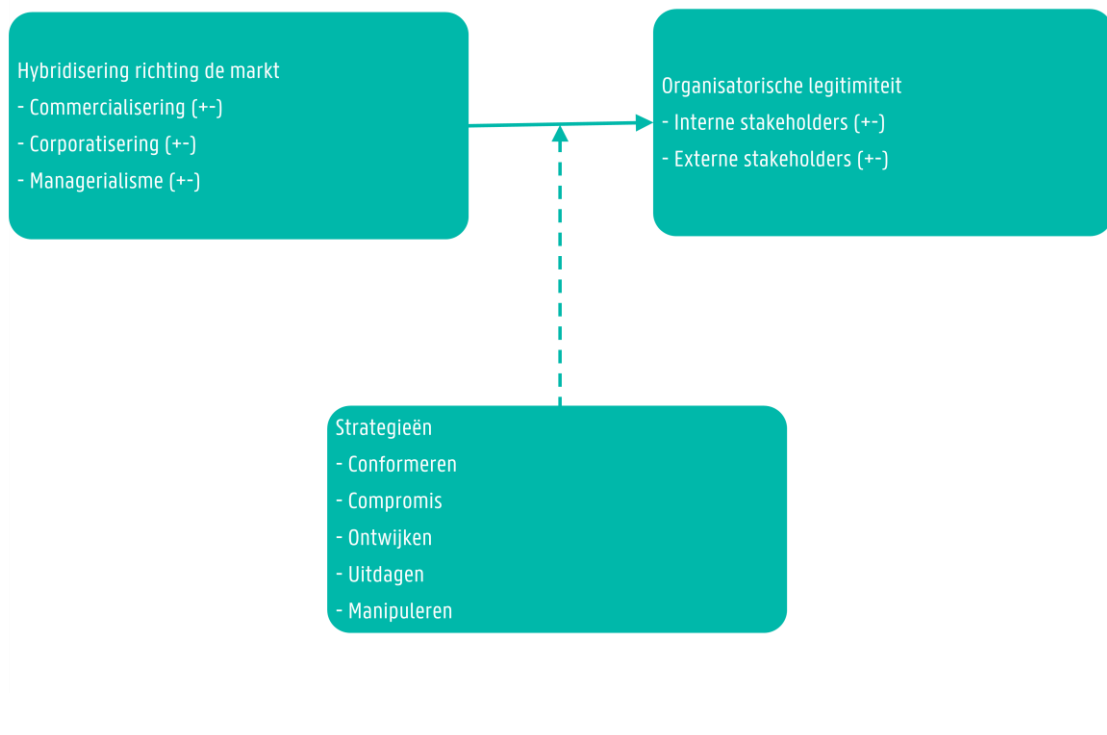 Hybridisering richting de markt
- Commercialisering (+-)
- Corporatisering (+-)
- Managerialisme (+-)
Organisatorische legitimiteit
- Interne stakeholders (+-)
- Externe stakeholders (+-)
Strategieën
- Conformeren
- Compromis
- Ontwijken
- Uitdagen
- Manipuleren